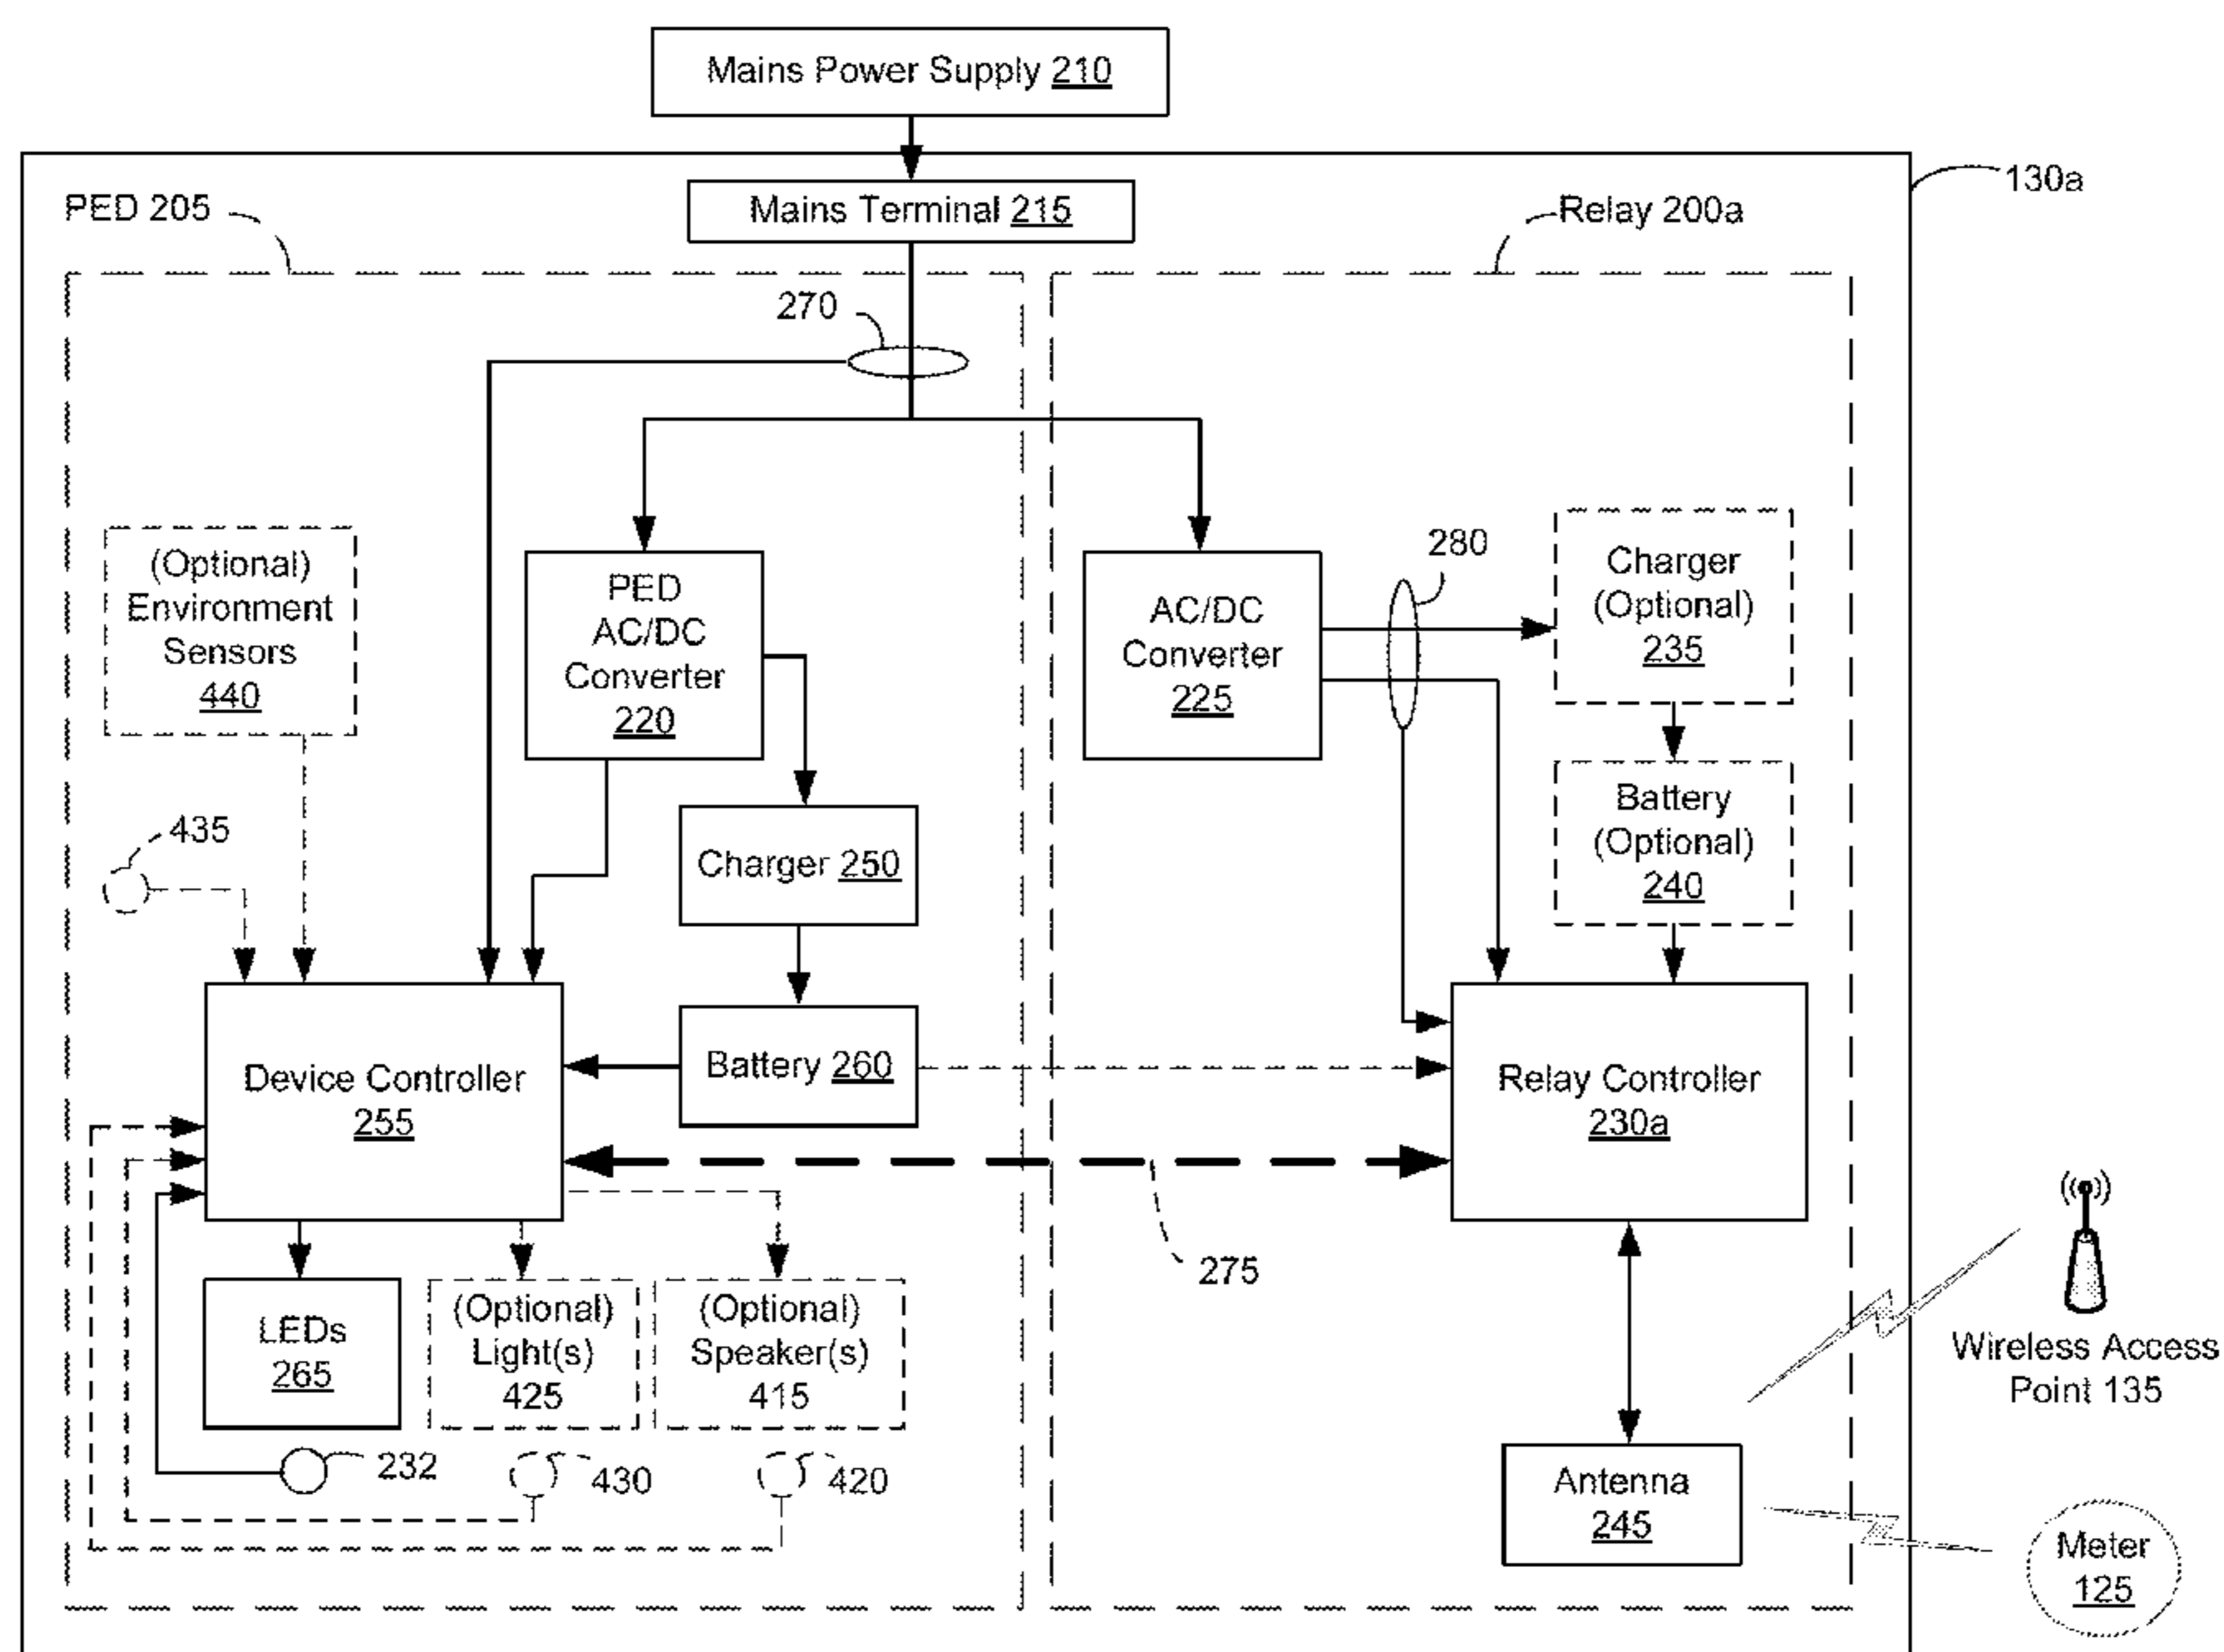 Mains Power Supply 210
130a
PED 205
Mains Terminal 215
Relay 200a
270
(Optional)
Environment
Sensors
440
PED
AC/DC
Converter
220
AC/DC
Converter
225
280
Charger
(Optional)
235
435
Charger 250
Battery
(Optional)
240
Device Controller
255
Battery 260
Relay Controller
230a
275
LEDs
265
(Optional)
Light(s)
425
(Optional)
Speaker(s)
415
Wireless Access
Point 135
232
430
420
Antenna
245
Meter
125